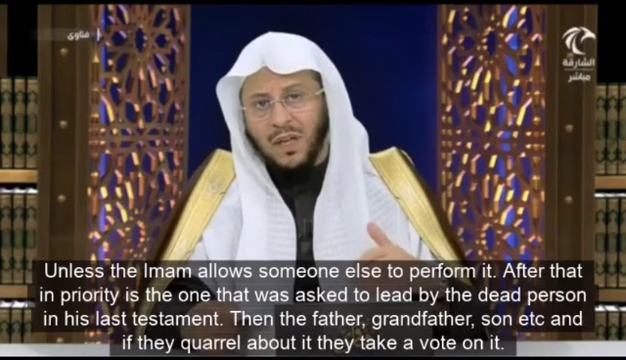 فتاوى
الشارقة
مباشر
Unless the Imam allows someone else to perform it. After that
in priority is the one that was asked to lead by the dead person
in his last testament. Then the father, grandfather, son etc and
if they quarrel about it they take a vote on it.